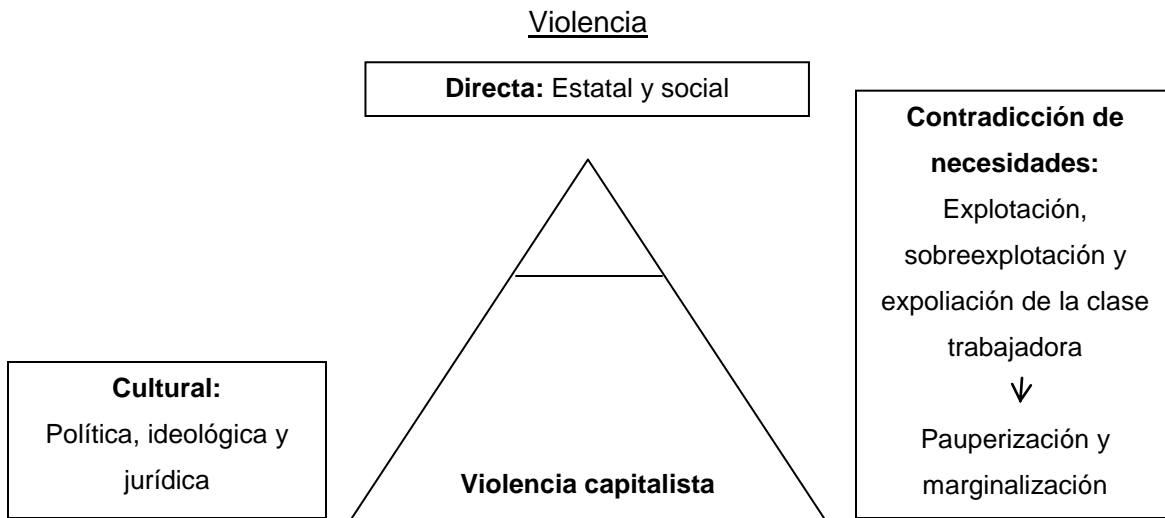 Violencia
Directa: Estatal y social
Contradicción de
necesidades:
Explotación,
sobreexplotación y
expoliación de la clase
trabajadora
Pauperización y
marginalización
Cultural:
Política, ideológica y
jurídica
Violencia capitalista